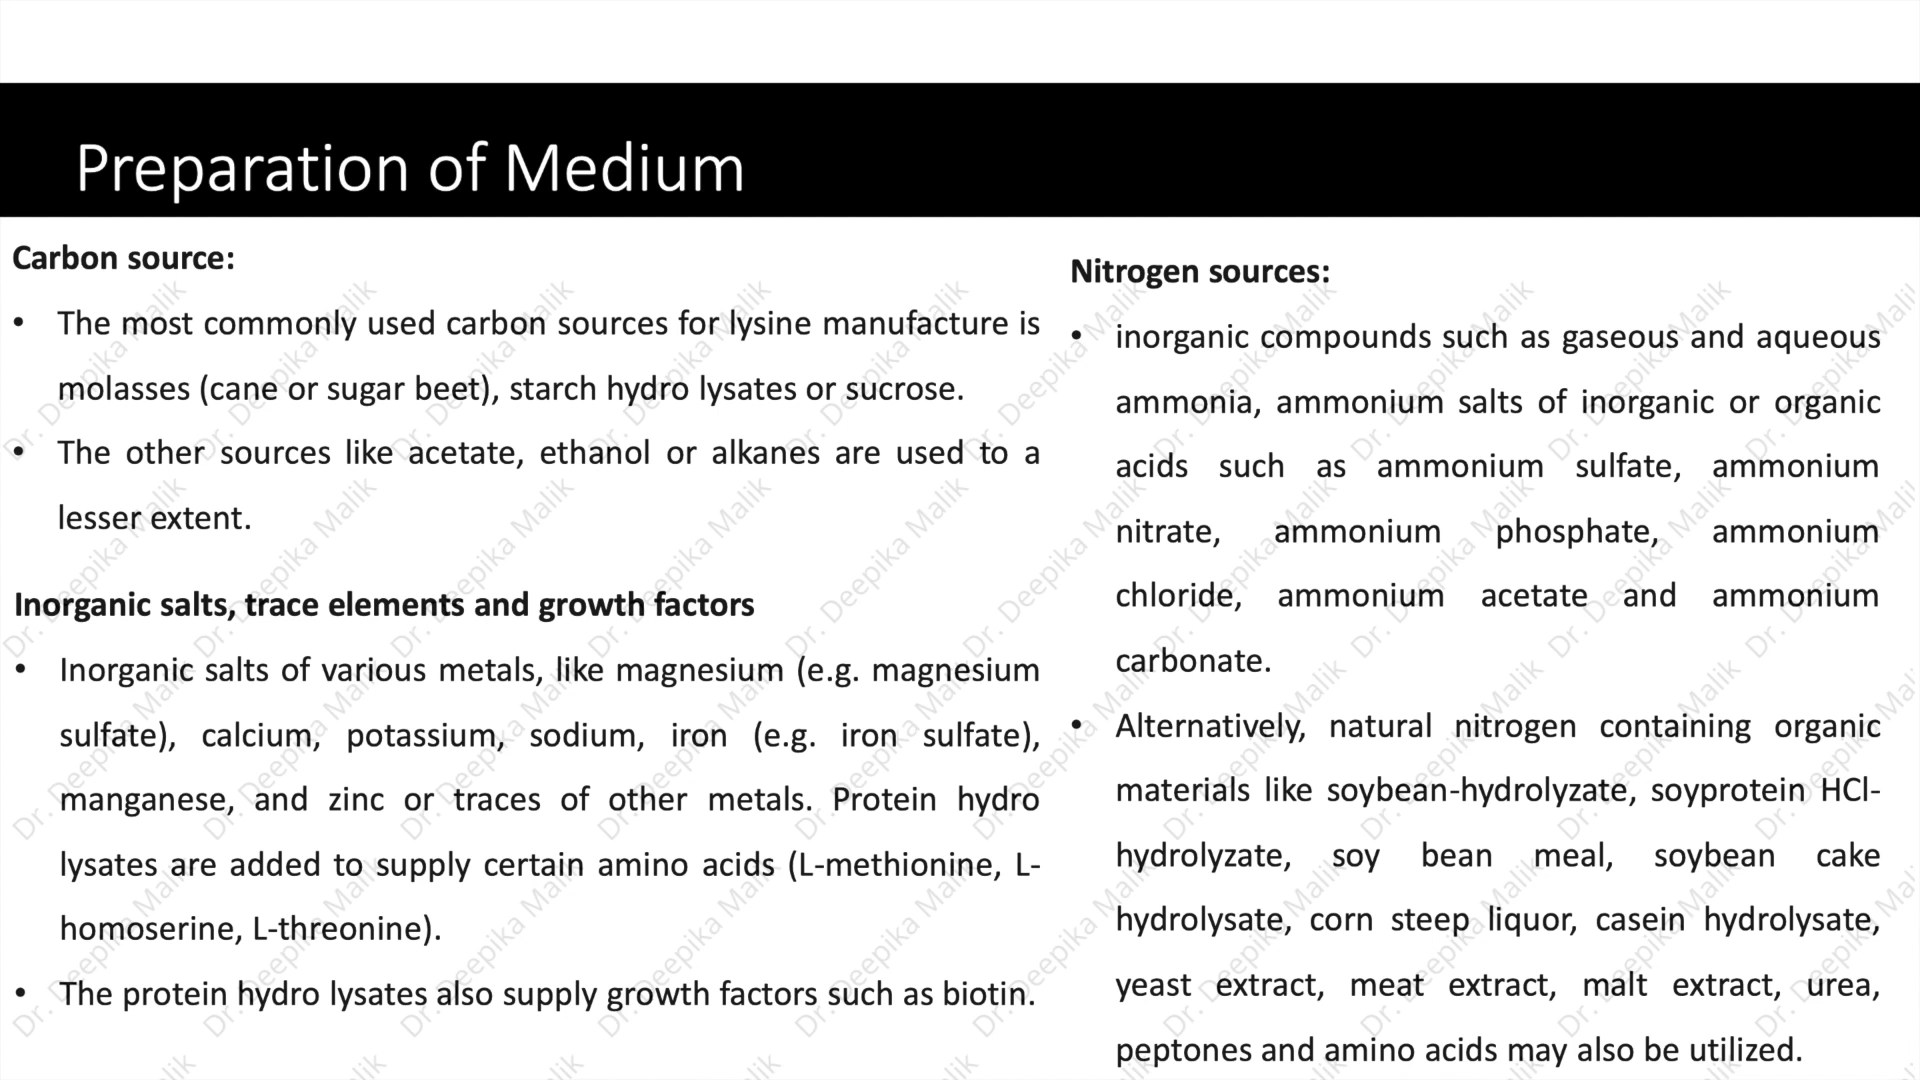 Preparation of Medium
Carbon source:
• The most commonly used carbon sources for lysine manufacture is
molasses (cane or sugar beet), starch hydro lysates or sucrose.
• The other sources like acetate, ethanol or alkanes are used to a
lesser extent.
Inorganic salts, trace elements and growth factors
• Inorganic salts of various metals, like magnesium (e.g. magnesium
sulfate), calcium, potassium, sodium, iron (e.g. iron sulfate),
manganese, and zinc or traces of other metals. Protein hydro
lysates are added to supply certain amino acids (L-methionine, L-
homoserine, L-threonine).
• The protein hydro lysates also supply growth factors such as biotin.
Nitrogen sources:
• inorganic compounds such as gaseous and aqueous
ammonia, ammonium salts of inorganic or organic
acids such as ammonium sulfate, ammonium
nitrate, ammonium phosphate, ammonium
chloride, ammonium acetate and ammonium
carbonate.
• Alternatively, natural nitrogen containing organic
materials like soybean-hydrolyzate, soyprotein HCl-
hydrolyzate, soy bean meal, soybean cake
hydrolysate, corn steep liquor, casein hydrolysate,
yeast extract, meat extract, malt extract, urea,
peptones and amino acids may also be utilized.
Dr. Deepika Malik